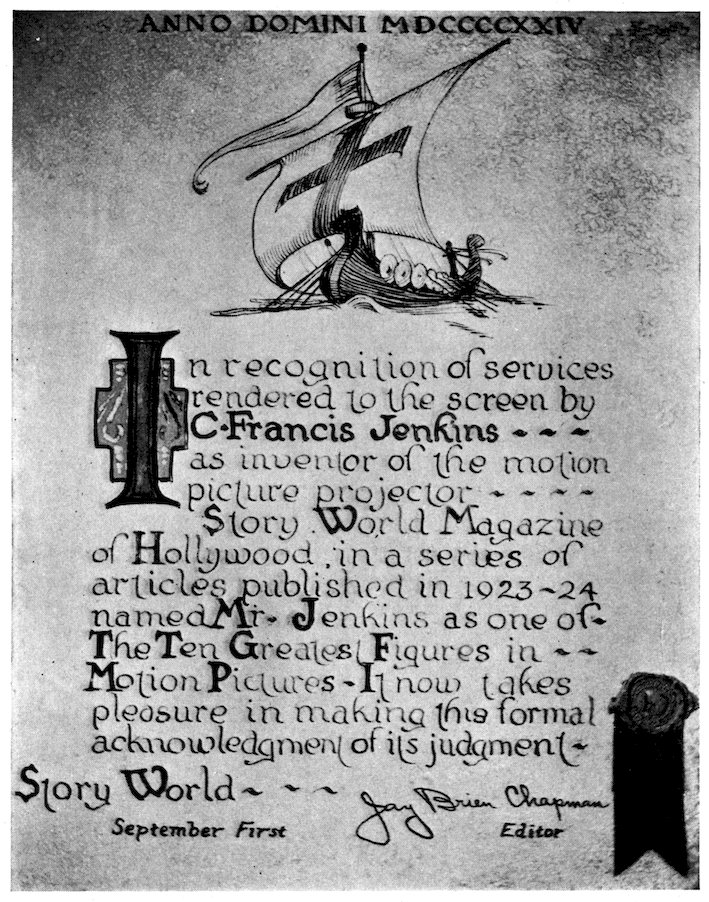 ANNO DOMINI MDCCCCXXIV
In recognition of services
rendered to the screen by
C. Francis Jenkins ~ ~ ~
as inventor of the motion
picture projector ~ ~ ~ ~
Story World Magazine
of Hollywood, in a series of
articles published in 1923~24
named Mr. Jenkins as one of ~
The Ten Greatest Figures in ~ ~
Motion Pictures ~ It now takes
pleasure in making this formal
acknowledgment of its judgment ~
Story World ~ ~ ~ Jay Brien Chapman
September First Editor